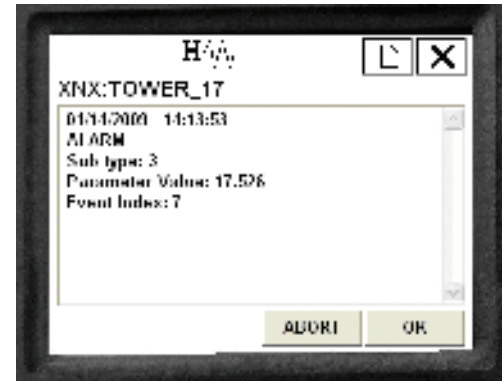 XNX:TOWER_17
01/14/2009 14:13:53
ALARM
Sub type: 3
Parameter Value: 17.526
Event Index: 7
ABORT OK